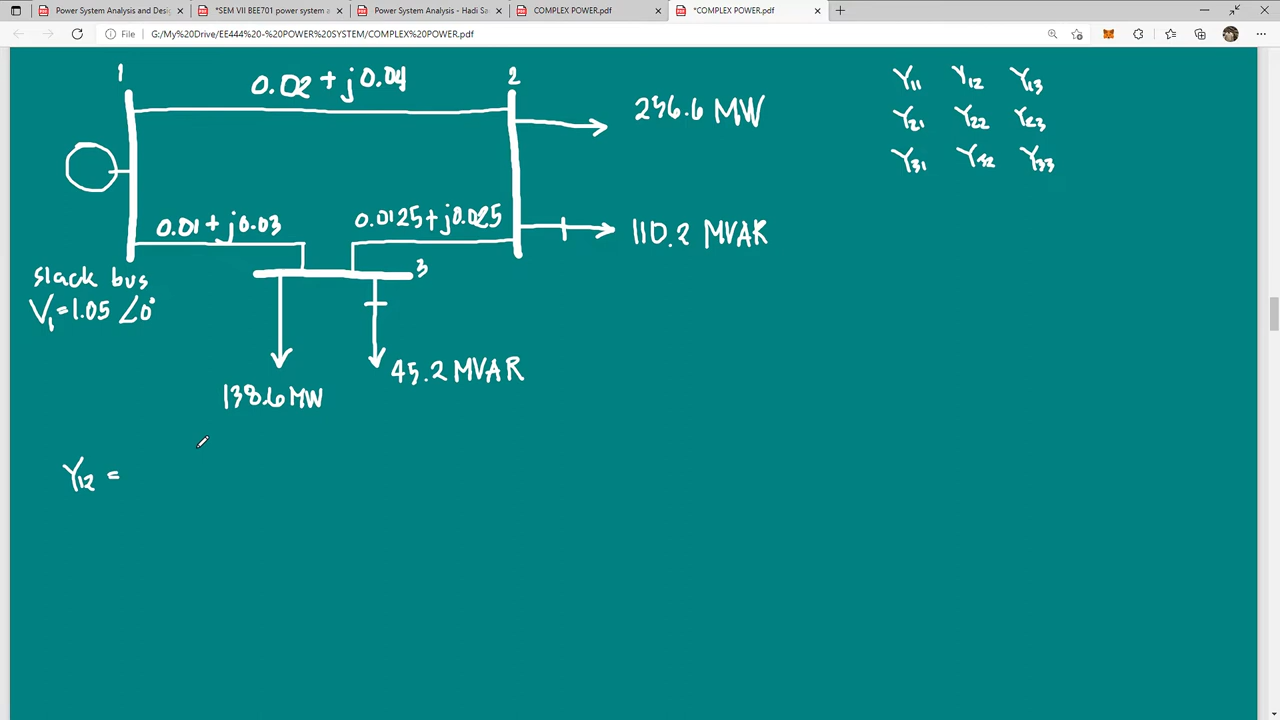 Power System Analysis and Desig
*SEM VII BEE701 power system a
Power System Analysis - Hadi Sa
COMPLEX POWER.pdf
*COMPLEX POWER.pdf
File
G:/My%20Drive/EE444%20-%20POWER%20SYSTEM/COMPLEX%20POWER.pdf
1
0.02 + j0.04
2
256.6 MW
Y11 Y12 Y13
Y21 Y22 Y23
Y31 Y32 Y33
0.01 + j0.03
0.0125 + j0.025
110.2 MVAR
slack bus
V1 = 1.05 ∠0°
3
45.2 MVAR
138.6 MW
Y12 =